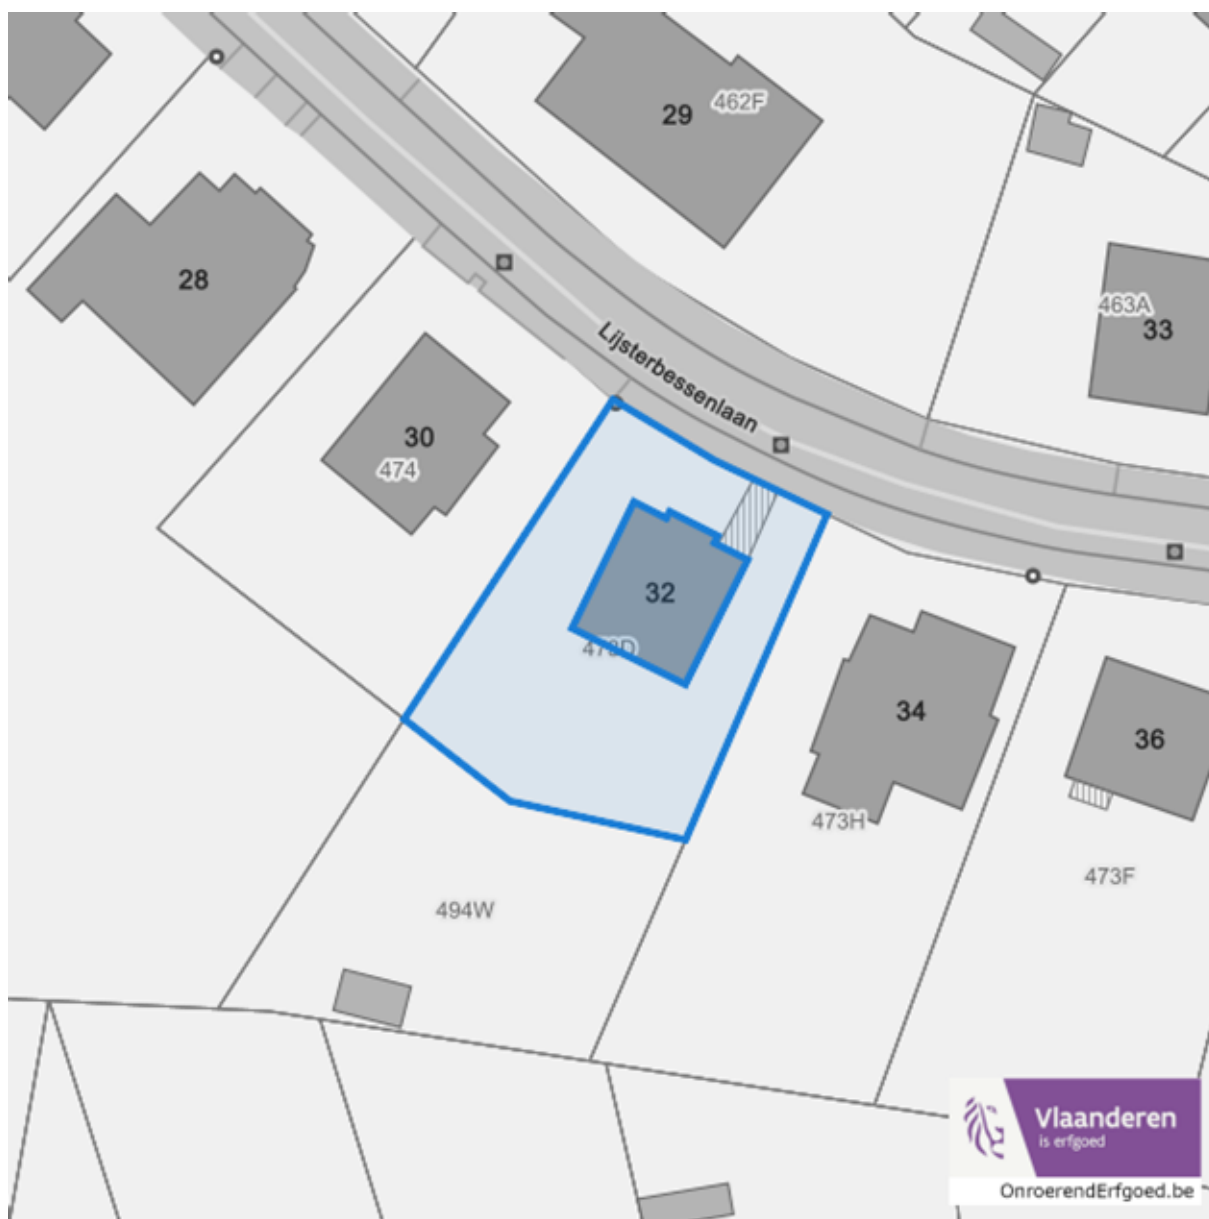 462F
29
28
463A
33
Lijsterbessenlaan
30
474
32
473D
34
36
473H
473F
494W
Vlaanderen
is erfgoed
OnroerendErfgoed.be